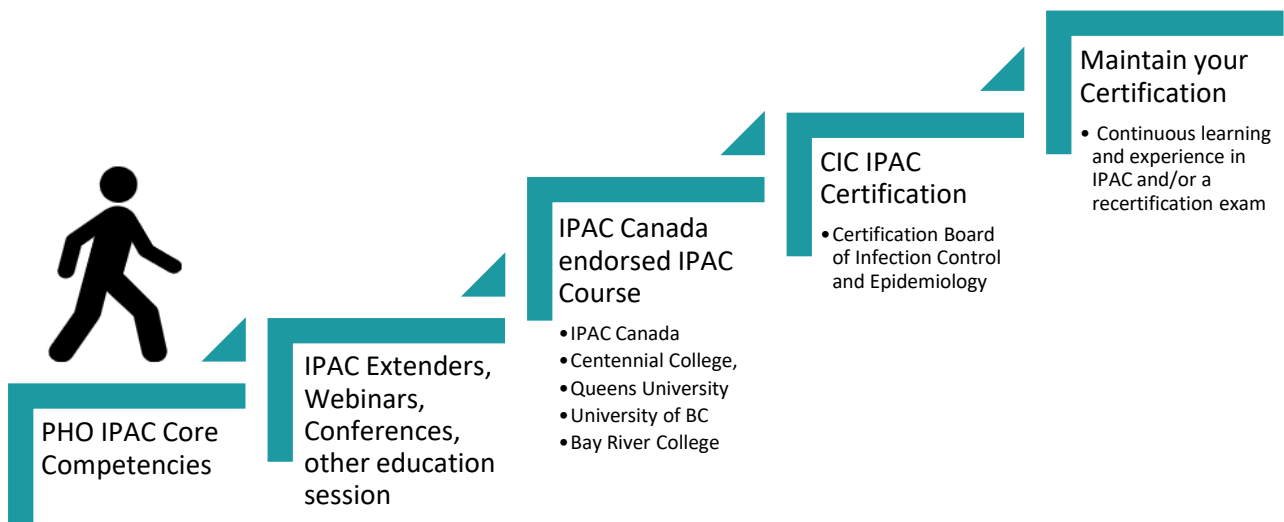 PHO IPAC Core
Competencies
IPAC Extenders,
Webinars,
Conferences,
other education
session
IPAC Canada
endorsed IPAC
Course
•IPAC Canada
•Centennial College,
•Queens University
•University of BC
•Bay River College
CIC IPAC
Certification
•Certification Board
of Infection Control
and Epidemiology
Maintain your
Certification
• Continuous learning
and experience in
IPAC and/or a
recertification exam